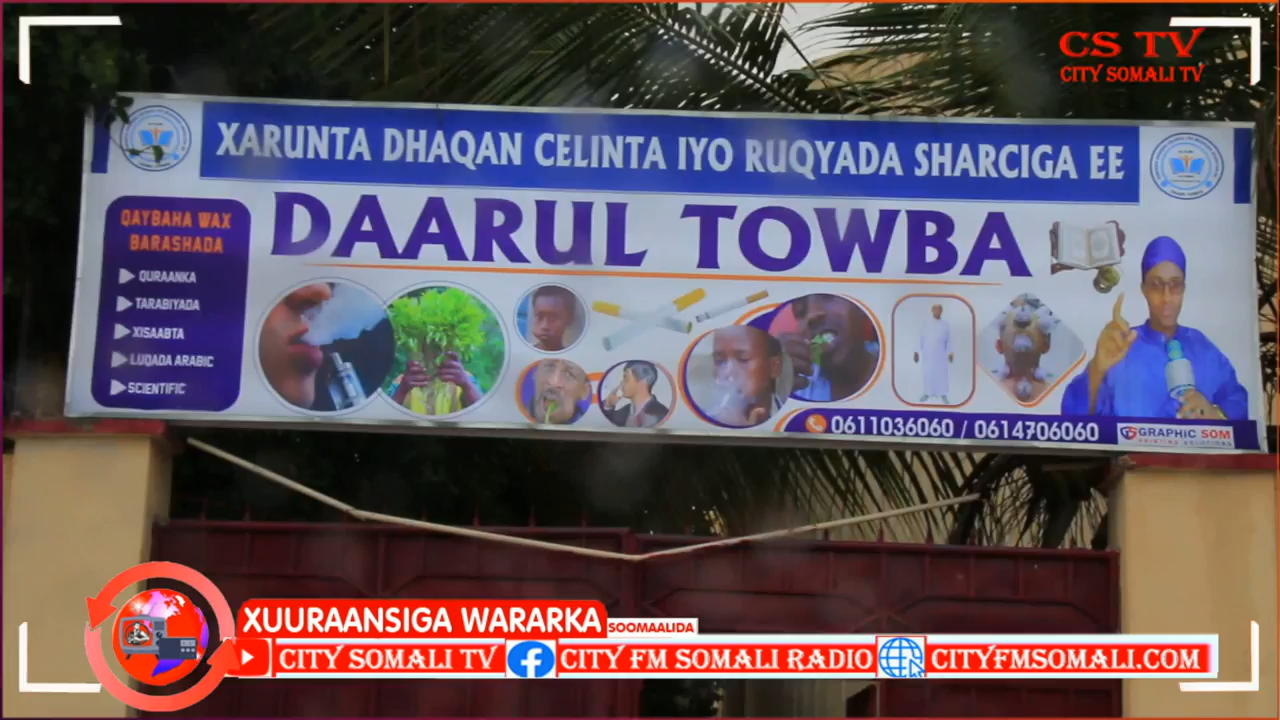 CS TV
CITY SOMALI TV
XARUNTA DHAQAN CELINTA IYO RUQYADA SHARCIGA EE
DAARUL TOWBA
QAYBAHA WAX
BARASHADA
QURAANKA
TARABIYADA
XISAABTA
LUQADA ARABIC
SCIENTIFIC
0611036060 / 0614706060
GRAPHIC SOM
PRINTING SOLUTIONS
XUURAANSIGA WARARKA
SOOMAALIDA
CITY SOMALI TV
CITY FM SOMALI RADIO
CITYFMSOMALI.COM